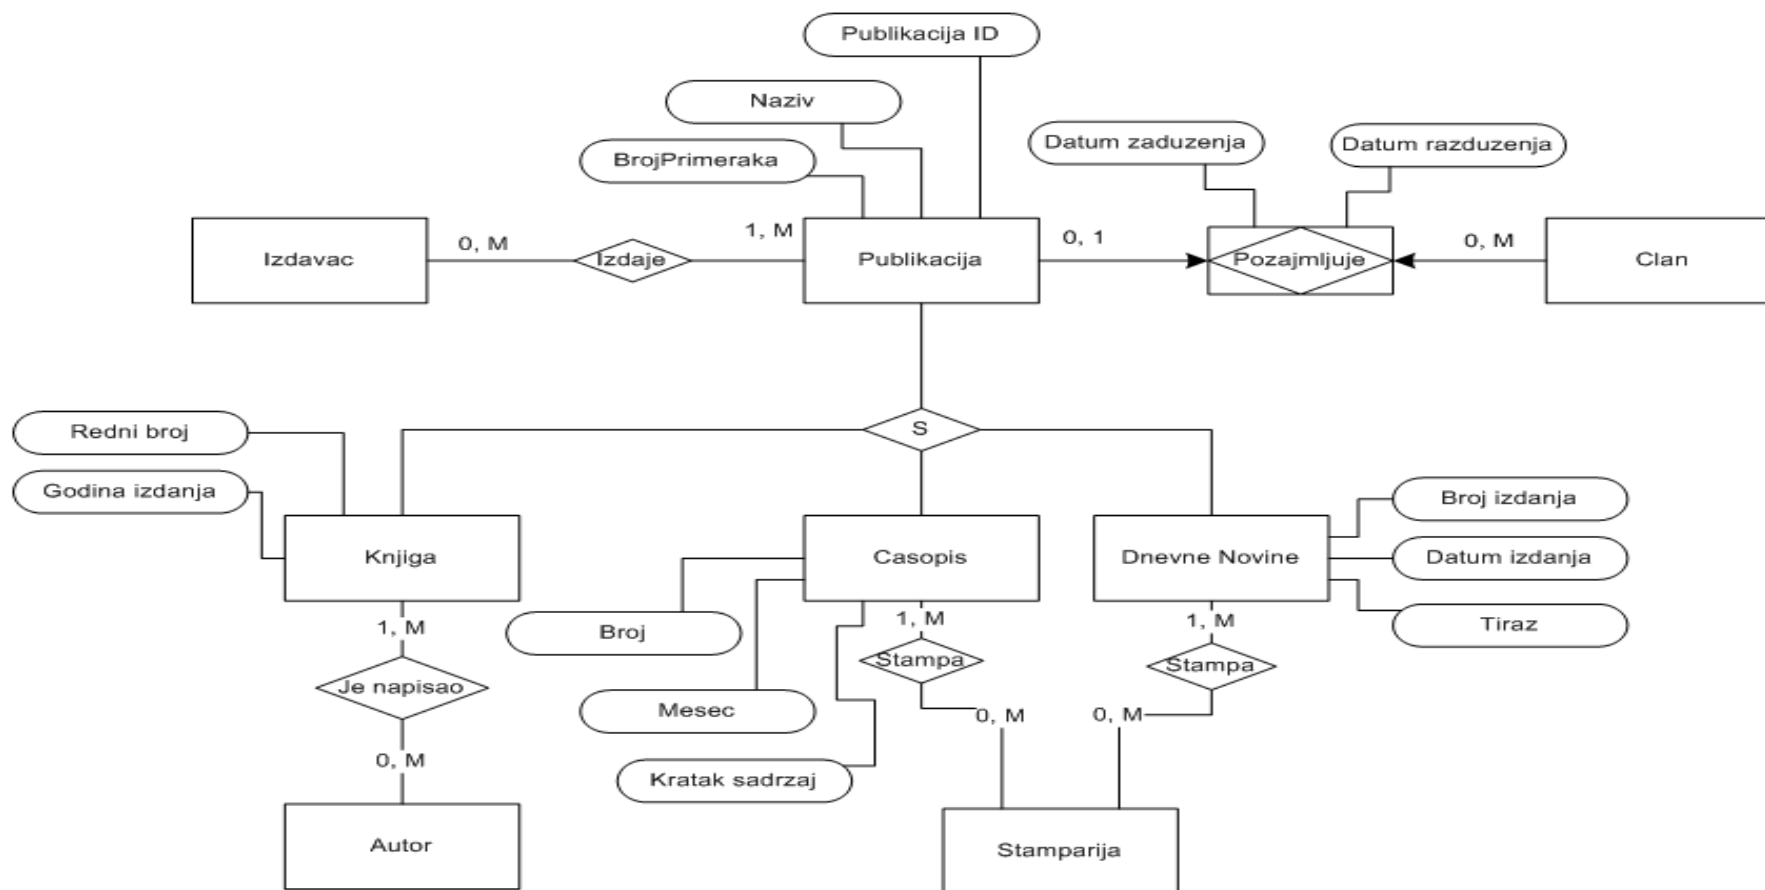 Publikacija ID
Naziv
BrojPrimeraka
Datum zaduzenja
Datum razduzenja
Izdavac
0, M
Izdaje
1, M
Publikacija
0, 1
Pozajmljuje
0, M
Clan
Redni broj
Godina izdanja
S
Broj izdanja
Datum izdanja
Tiraz
Knjiga
Casopis
Dnevne Novine
1, M
Broj
1, M
1, M
Je napisao
Mesec
Stampa
Stampa
0, M
0, M
0, M
Kratak sadrzaj
Autor
Stamparija